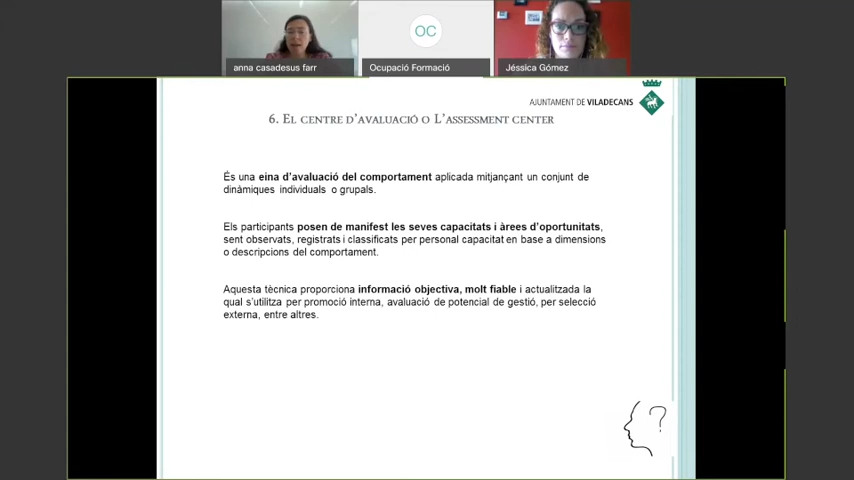 OC
anna casadesus farr
Ocupació Formació
Jéssica Gómez
AJUNTAMENT DE VILADECANS
6. El centre d'avaluació o L'assessment center
És una eina d'avaluació del comportament aplicada mitjançant un conjunt de
dinàmiques individuals o grupals.
Els participants posen de manifest les seves capacitats i àrees d'oportunitats,
sent observats, registrats i classificats per personal capacitat en base a dimensions
o descripcions del comportament.
Aquesta tècnica proporciona informació objectiva, molt fiable i actualitzada la
qual s'utilitza per promoció interna, avaluació de potencial de gestió, per selecció
externa, entre altres.
?